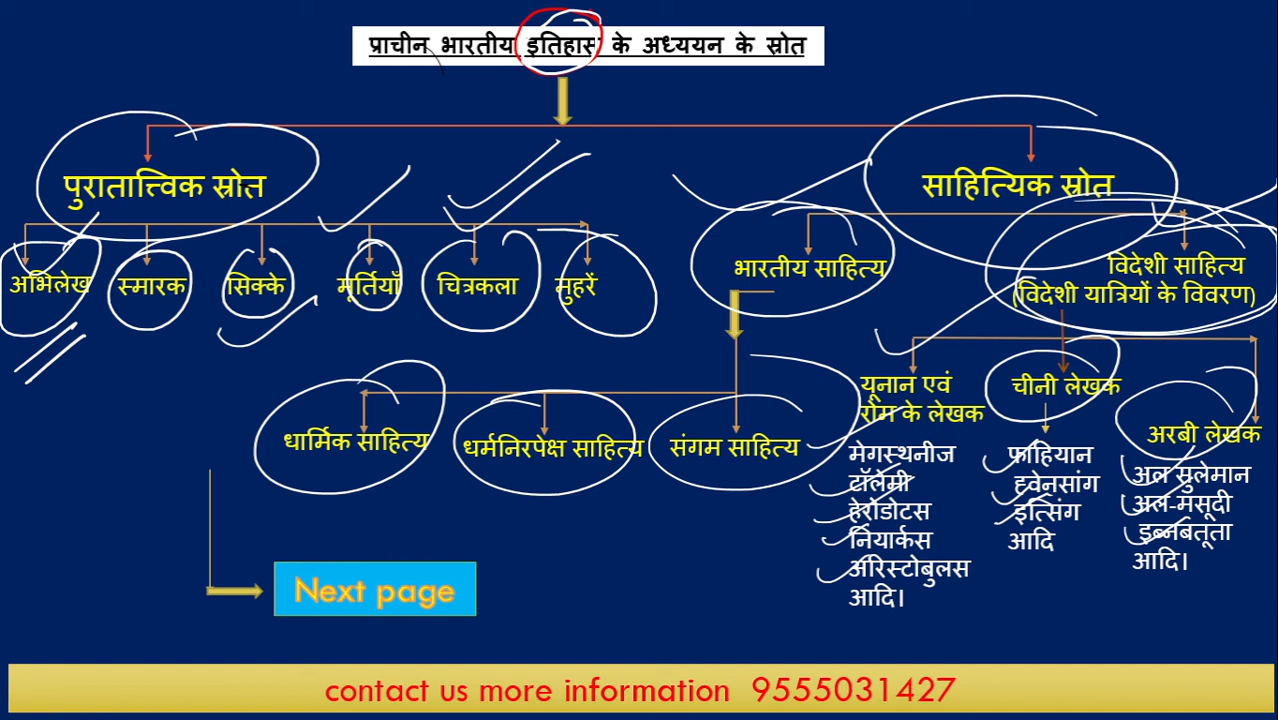 प्राचीन भारतीय इतिहास के अध्ययन के स्रोत
पुरातात्त्विक स्रोत
साहित्यिक स्रोत
अभिलेख
स्मारक
सिक्के
मूर्तियाँ
चित्रकला
मुहरें
भारतीय साहित्य
विदेशी साहित्य
(विदेशी यात्रियों के विवरण)
धार्मिक साहित्य
धर्मनिरपेक्ष साहित्य
संगम साहित्य
यूनान एवं
रोम के लेखक
मेगस्थनीज
टॉलेमी
हेरोडोटस
नियार्कस
अरिस्टोबुलस
आदि।
चीनी लेखक
फाहियान
ह्वेनसांग
इत्सिंग
आदि
अरबी लेखक
अल सुलेमान
अल-मसूदी
इब्नबतूता
आदि।
Next page
contact us more information 9555031427